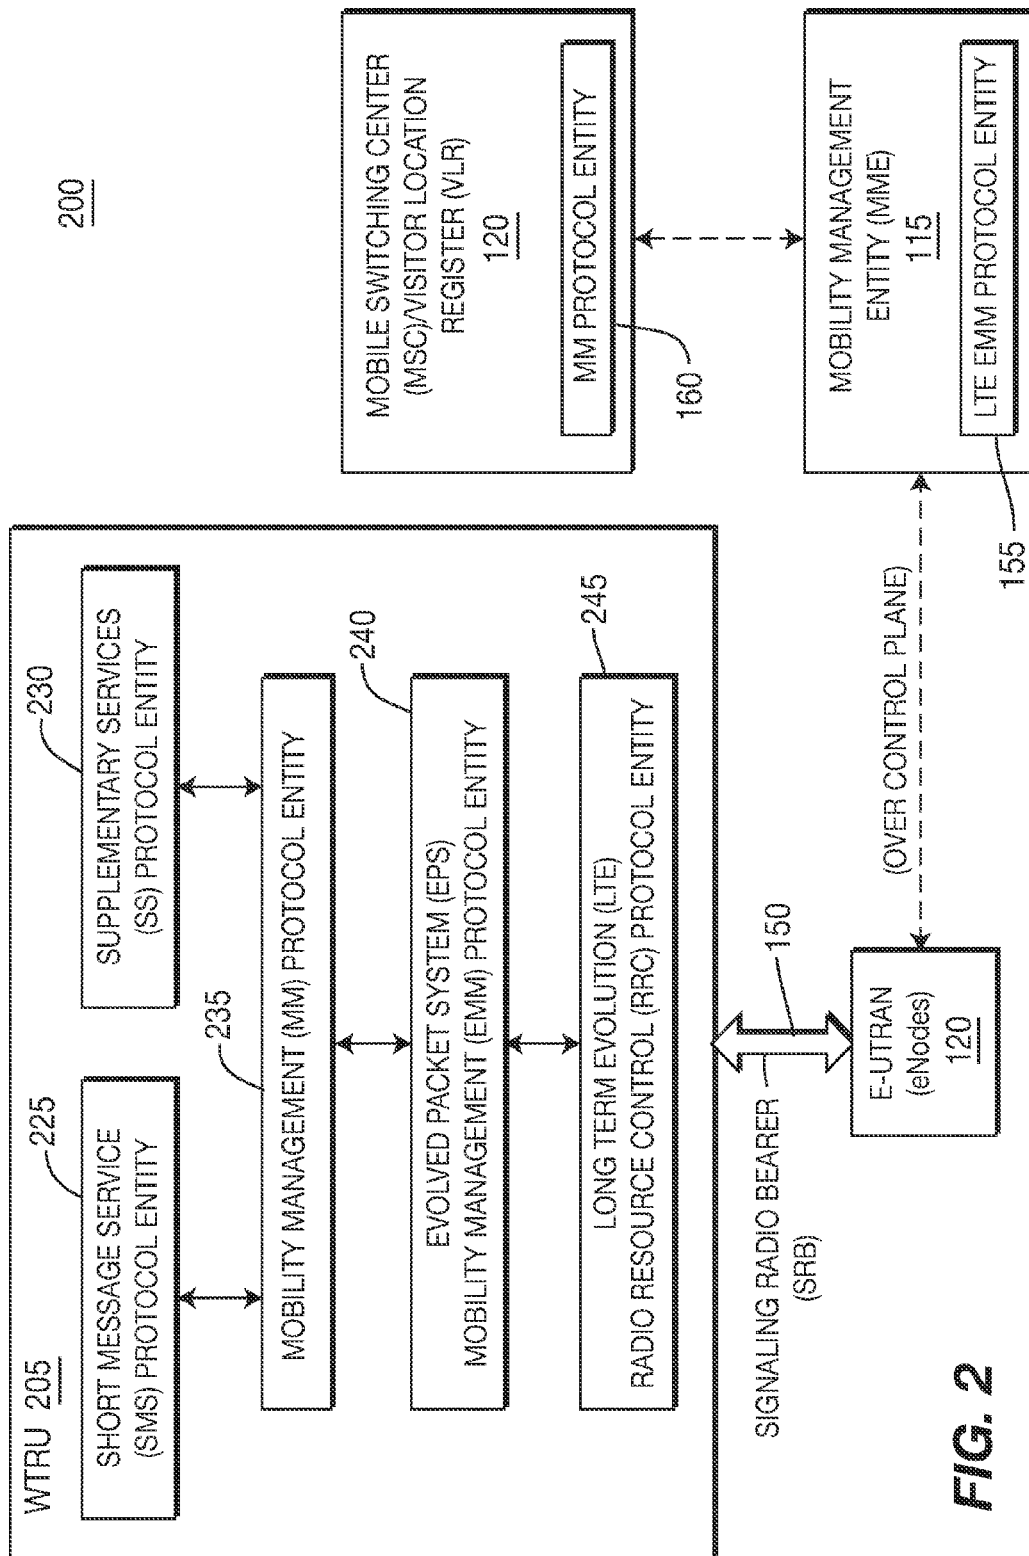 200
WTRU 205
225
SHORT MESSAGE SERVICE
(SMS) PROTOCOL ENTITY
230
SUPPLEMENTARY SERVICES
(SS) PROTOCOL ENTITY
235
MOBILITY MANAGEMENT (MM) PROTOCOL ENTITY
240
EVOLVED PACKET SYSTEM (EPS)
MOBILITY MANAGEMENT (EMM) PROTOCOL ENTITY
245
LONG TERM EVOLUTION (LTE)
RADIO RESOURCE CONTROL (RRC) PROTOCOL ENTITY
SIGNALING RADIO BEARER
(SRB)
150
E-UTRAN
(eNodes)
120
(OVER CONTROL PLANE)
MOBILE SWITCHING CENTER
(MSC)/VISITOR LOCATION
REGISTER (VLR)
120
MM PROTOCOL ENTITY
160
MOBILITY MANAGEMENT
ENTITY (MME)
115
LTE EMM PROTOCOL ENTITY
155
FIG. 2